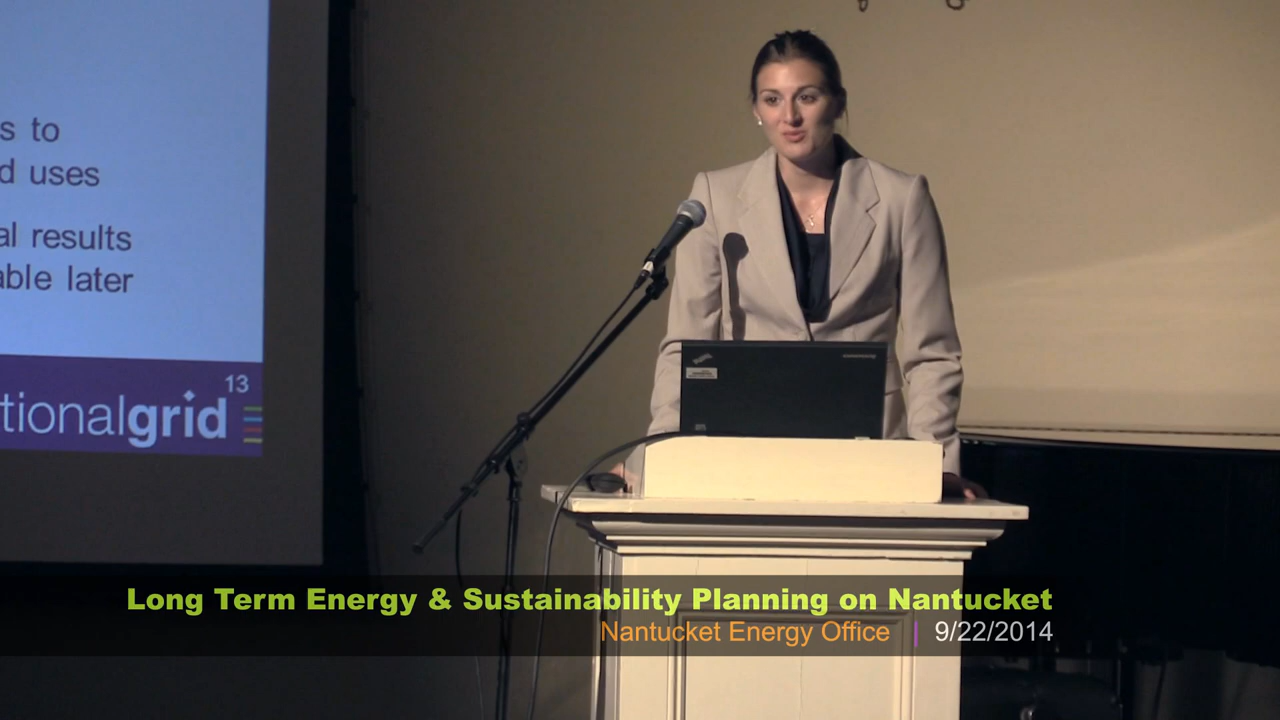 s to
d uses
al results
able later
13
tionalgrid
Long Term Energy & Sustainability Planning on Nantucket
Nantucket Energy Office | 9/22/2014